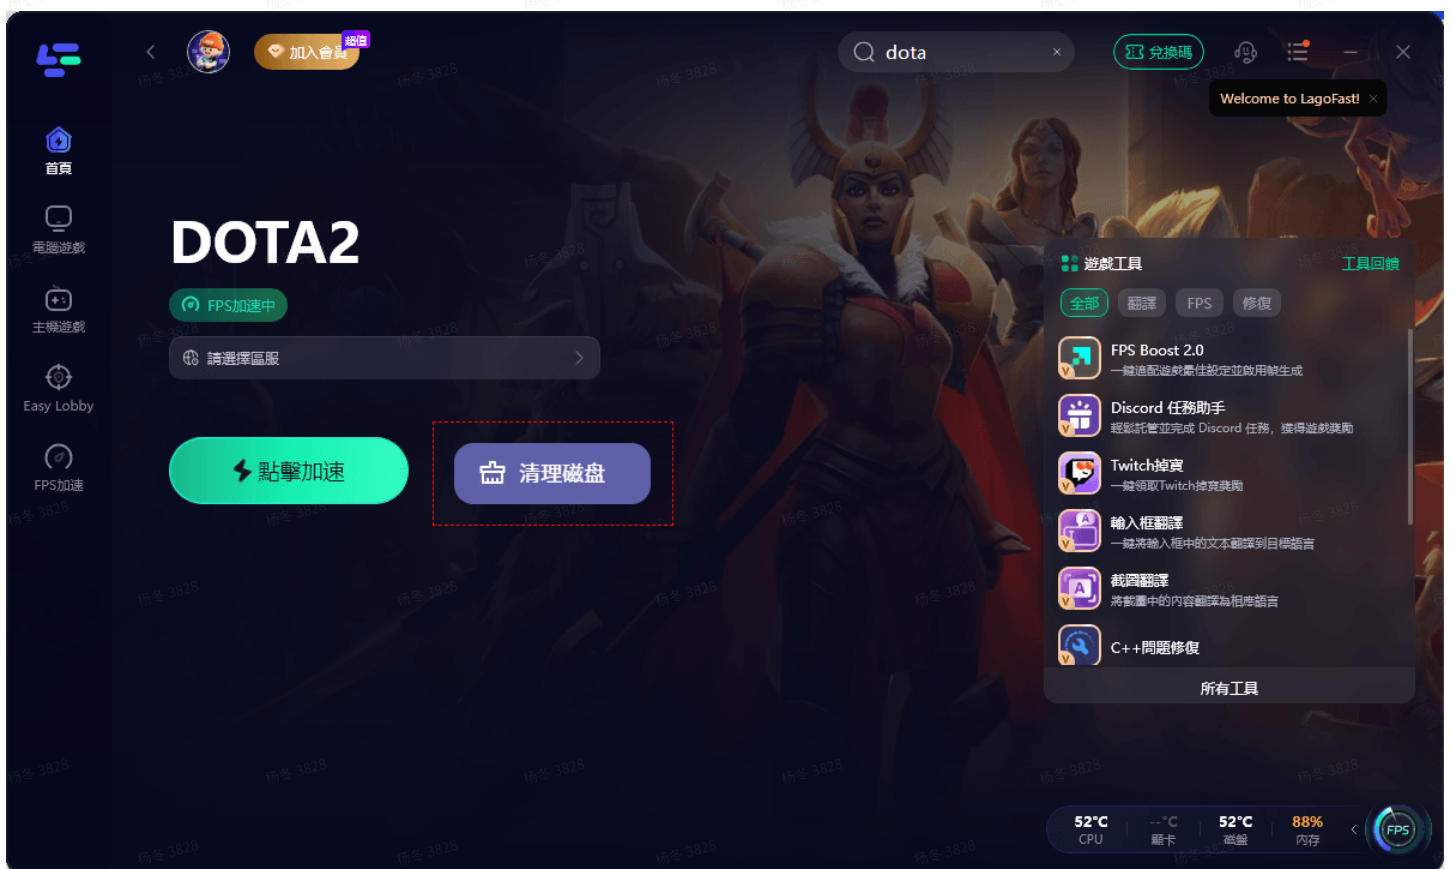 加入會員
超值
dota
兌換碼
Welcome to LagoFast!
首頁
電腦遊戲
主機遊戲
Easy Lobby
FPS加速
DOTA2
FPS加速中
請選擇區服
點擊加速
清理磁盘
遊戲工具
工具回饋
全部
翻譯
FPS
修復
FPS Boost 2.0
一鍵適配遊戲最佳設定並啟用幀生成
Discord 任務助手
輕鬆託管並完成 Discord 任務，獲得遊戲獎勵
Twitch掉寶
一鍵領取Twitch掉寶獎勵
輸入框翻譯
一鍵將輸入框中的文本翻譯到目標語言
截圖翻譯
將截圖中的內容翻譯為相應語言
C++問題修復
所有工具
52°C
CPU
--°C
顯卡
52°C
磁盤
88%
内存
FPS
杨冬 3828